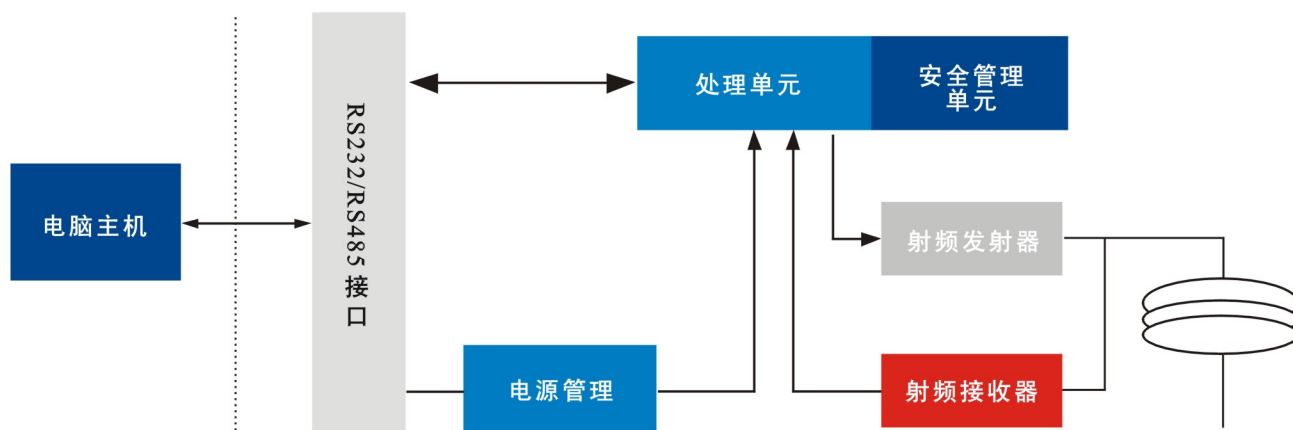 电脑主机
RS232/RS485 接口
处理单元
安全管理
单元
射频发射器
电源管理
射频接收器